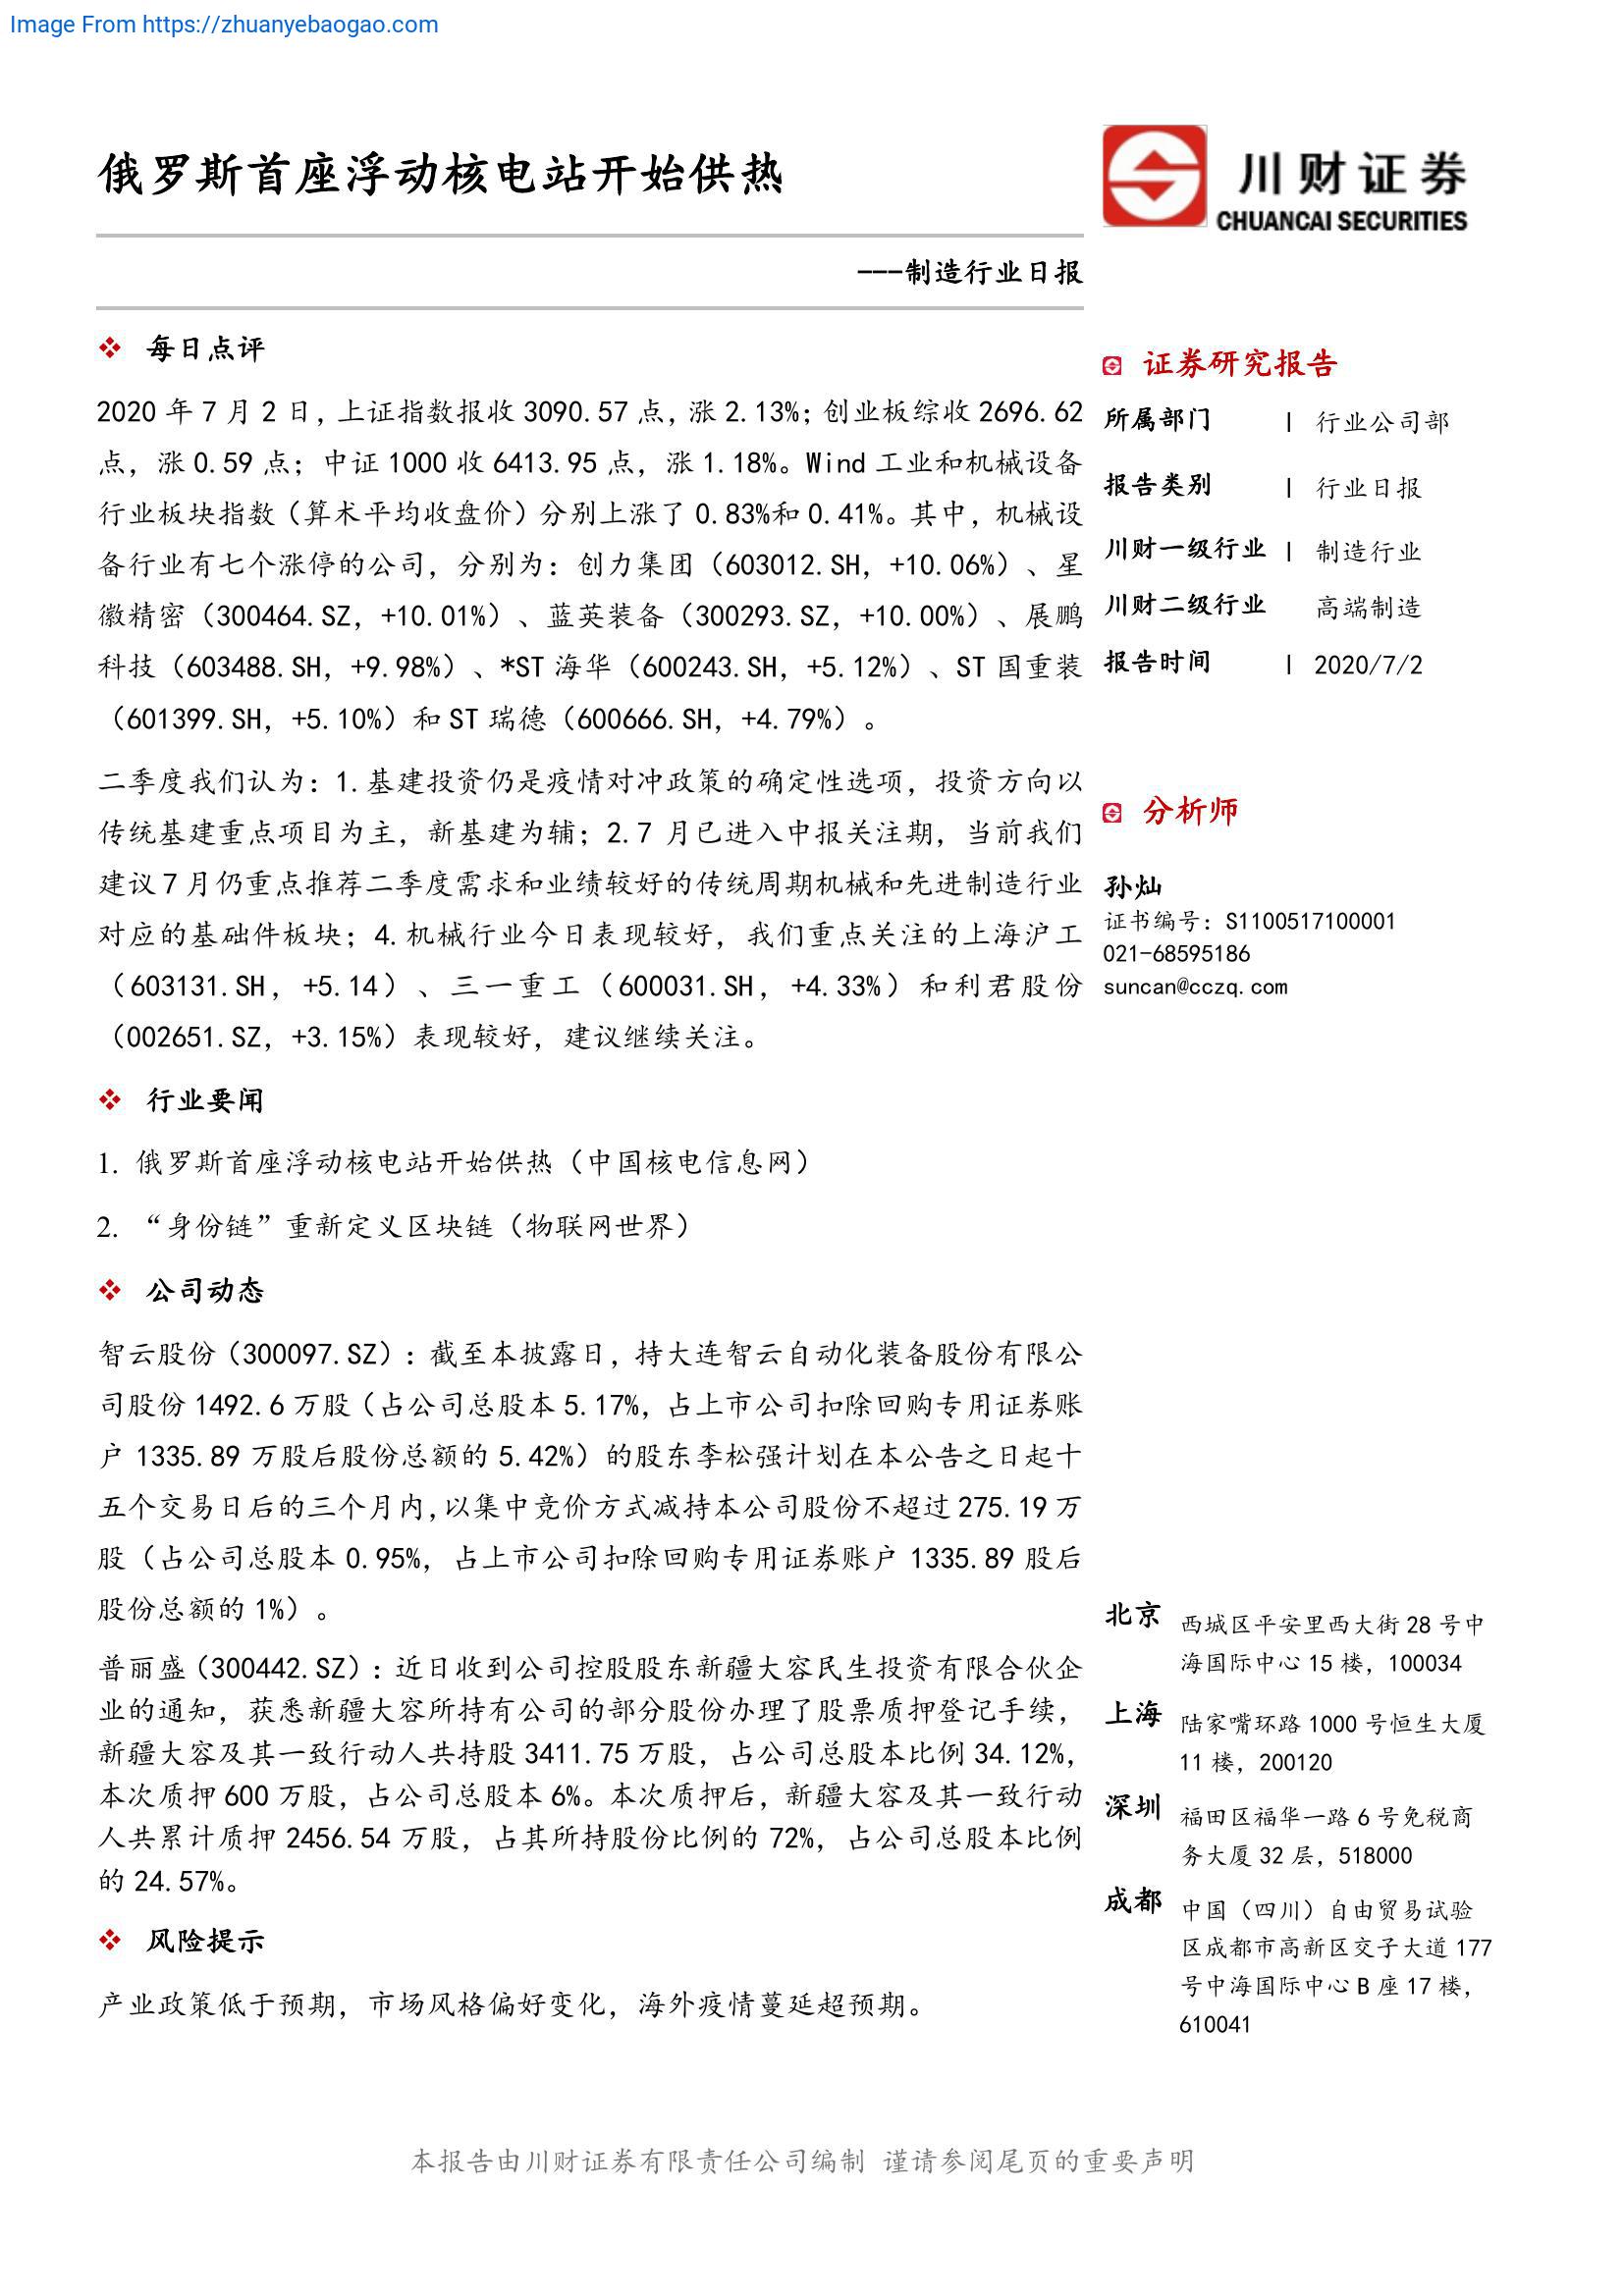 Image From https://zhuanyebaogao.com
俄罗斯首座浮动核电站开始供热
川财证券
CHUANCAI SECURITIES
---制造行业日报
每日点评
2020 年 7 月 2 日，上证指数报收 3090.57 点，涨 2.13%；创业板综收 2696.62
点，涨 0.59 点；中证 1000 收 6413.95 点，涨 1.18%。Wind 工业和机械设备
行业板块指数（算术平均收盘价）分别上涨了 0.83%和 0.41%。其中，机械设
备行业有七个涨停的公司，分别为：创力集团（603012.SH，+10.06%）、星
徽精密（300464.SZ，+10.01%）、蓝英装备（300293.SZ，+10.00%）、展鹏
科技（603488.SH，+9.98%）、*ST 海华（600243.SH，+5.12%）、ST 国重装
（601399.SH，+5.10%）和 ST 瑞德（600666.SH，+4.79%）。
二季度我们认为：1.基建投资仍是疫情对冲政策的确定性选项，投资方向以
传统基建重点项目为主，新基建为辅；2.7 月已进入中报关注期，当前我们
建议 7 月仍重点推荐二季度需求和业绩较好的传统周期机械和先进制造行业
对应的基础件板块；4.机械行业今日表现较好，我们重点关注的上海沪工
（603131.SH，+5.14）、三一重工（600031.SH，+4.33%）和利君股份
（002651.SZ，+3.15%）表现较好，建议继续关注。
行业要闻
1. 俄罗斯首座浮动核电站开始供热（中国核电信息网）
2. “身份链”重新定义区块链（物联网世界）
公司动态
智云股份（300097.SZ）：截至本披露日，持大连智云自动化装备股份有限公
司股份 1492.6 万股（占公司总股本 5.17%，占上市公司扣除回购专用证券账
户 1335.89 万股后股份总额的 5.42%）的股东李松强计划在本公告之日起十
五个交易日后的三个月内,以集中竞价方式减持本公司股份不超过 275.19 万
股（占公司总股本 0.95%，占上市公司扣除回购专用证券账户 1335.89 股后
股份总额的 1%）。
普丽盛（300442.SZ）：近日收到公司控股股东新疆大容民生投资有限合伙企
业的通知，获悉新疆大容所持有公司的部分股份办理了股票质押登记手续，
新疆大容及其一致行动人共持股 3411.75 万股，占公司总股本比例 34.12%，
本次质押 600 万股，占公司总股本 6%。本次质押后，新疆大容及其一致行动
人共累计质押 2456.54 万股，占其所持股份比例的 72%，占公司总股本比例
的 24.57%。
风险提示
产业政策低于预期，市场风格偏好变化，海外疫情蔓延超预期。
证券研究报告
所属部门 | 行业公司部
报告类别 | 行业日报
川财一级行业 | 制造行业
川财二级行业 高端制造
报告时间 | 2020/7/2
分析师
孙灿
证书编号：S1100517100001
021-68595186
suncan@cczq.com
北京 西城区平安里西大街 28 号中
海国际中心 15 楼，100034
上海 陆家嘴环路 1000 号恒生大厦
11 楼，200120
深圳 福田区福华一路 6 号免税商
务大厦 32 层，518000
成都 中国（四川）自由贸易试验
区成都市高新区交子大道 177
号中海国际中心 B 座 17 楼，
610041
本报告由川财证券有限责任公司编制 谨请参阅尾页的重要声明